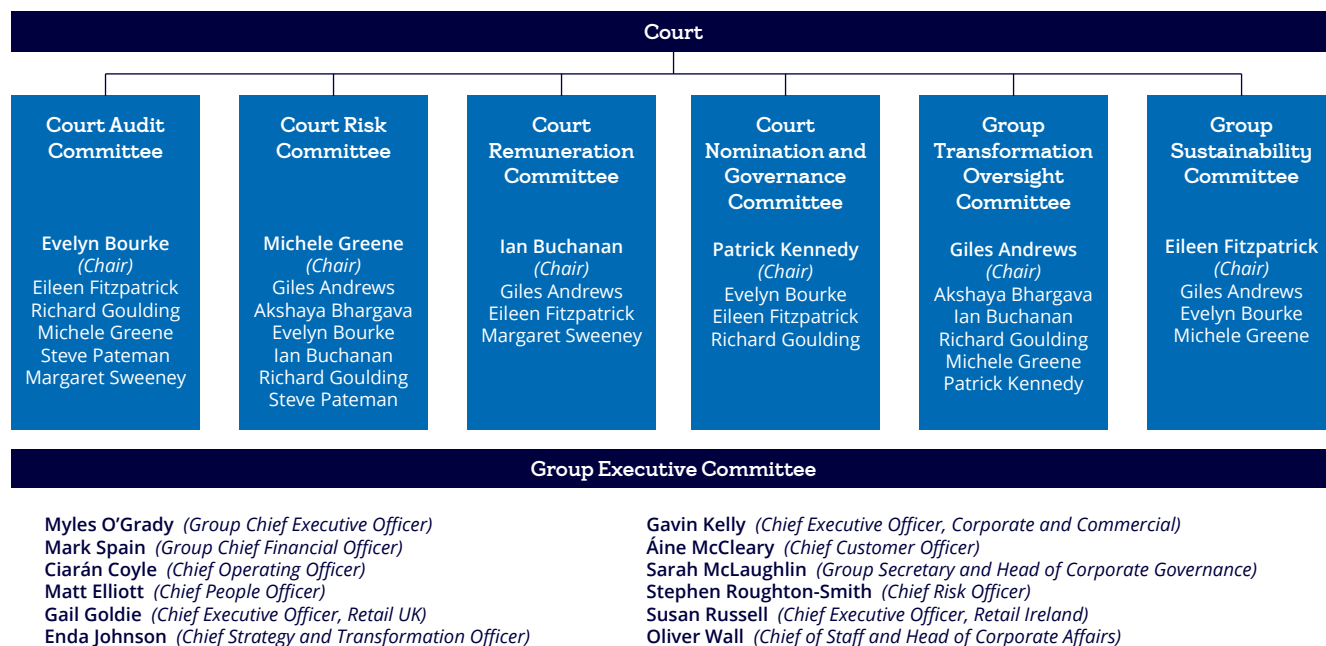 Court
Court Audit
Committee
Evelyn Bourke
(Chair)
Eileen Fitzpatrick
Richard Goulding
Michele Greene
Steve Pateman
Margaret Sweeney
Court Risk
Committee
Michele Greene
(Chair)
Giles Andrews
Akshaya Bhargava
Evelyn Bourke
Ian Buchanan
Richard Goulding
Steve Pateman
Court
Remuneration
Committee
Ian Buchanan
(Chair)
Giles Andrews
Eileen Fitzpatrick
Margaret Sweeney
Court
Nomination and
Governance
Committee
Patrick Kennedy
(Chair)
Evelyn Bourke
Eileen Fitzpatrick
Richard Goulding
Group
Transformation
Oversight
Committee
Giles Andrews
(Chair)
Akshaya Bhargava
Ian Buchanan
Richard Goulding
Michele Greene
Patrick Kennedy
Group
Sustainability
Committee
Eileen Fitzpatrick
(Chair)
Giles Andrews
Evelyn Bourke
Michele Greene
Group Executive Committee
Myles O’Grady (Group Chief Executive Officer)
Mark Spain (Group Chief Financial Officer)
Ciarán Coyle (Chief Operating Officer)
Matt Elliott (Chief People Officer)
Gail Goldie (Chief Executive Officer, Retail UK)
Enda Johnson (Chief Strategy and Transformation Officer)
Gavin Kelly (Chief Executive Officer, Corporate and Commercial)
Áine McCleary (Chief Customer Officer)
Sarah McLaughlin (Group Secretary and Head of Corporate Governance)
Stephen Roughton-Smith (Chief Risk Officer)
Susan Russell (Chief Executive Officer, Retail Ireland)
Oliver Wall (Chief of Staff and Head of Corporate Affairs)